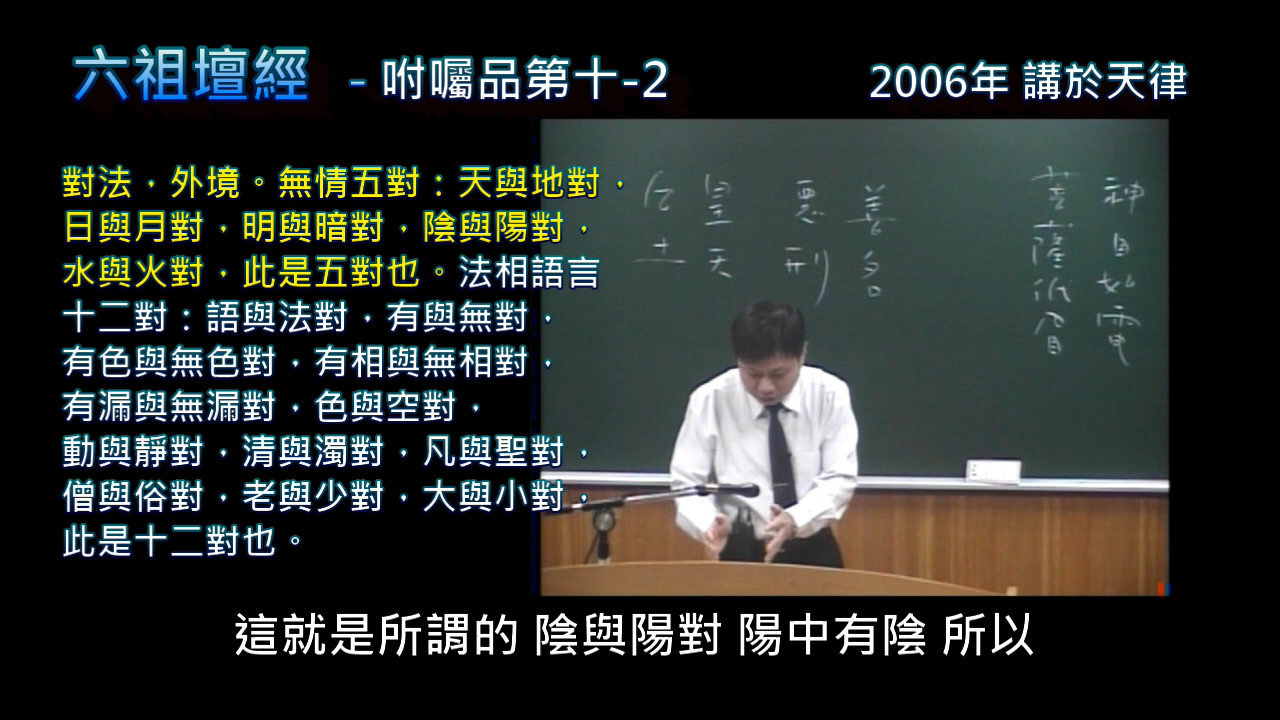 六祖壇經 - 咐囑品第十-2
2006年 講於天律
對法，外境。無情五對：天與地對，
日與月對，明與暗對，陰與陽對，
水與火對，此是五對也。法相語言
十二對：語與法對，有與無對，
有色與無色對，有相與無相對，
有漏與無漏對，色與空對，
動與靜對，清與濁對，凡與聖對，
僧與俗對，老與少對，大與小對，
此是十二對也。
神目如電
善名
惡刑
皇天
土
這就是所謂的 陰與陽對 陽中有陰 所以